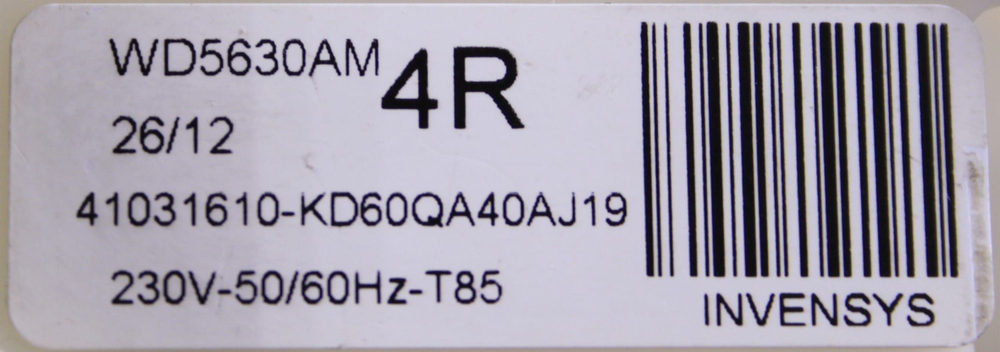 WD5630AM 4R
26/12
41031610-KD60QA40AJ19
230V-50/60Hz-T85
INVENSYS